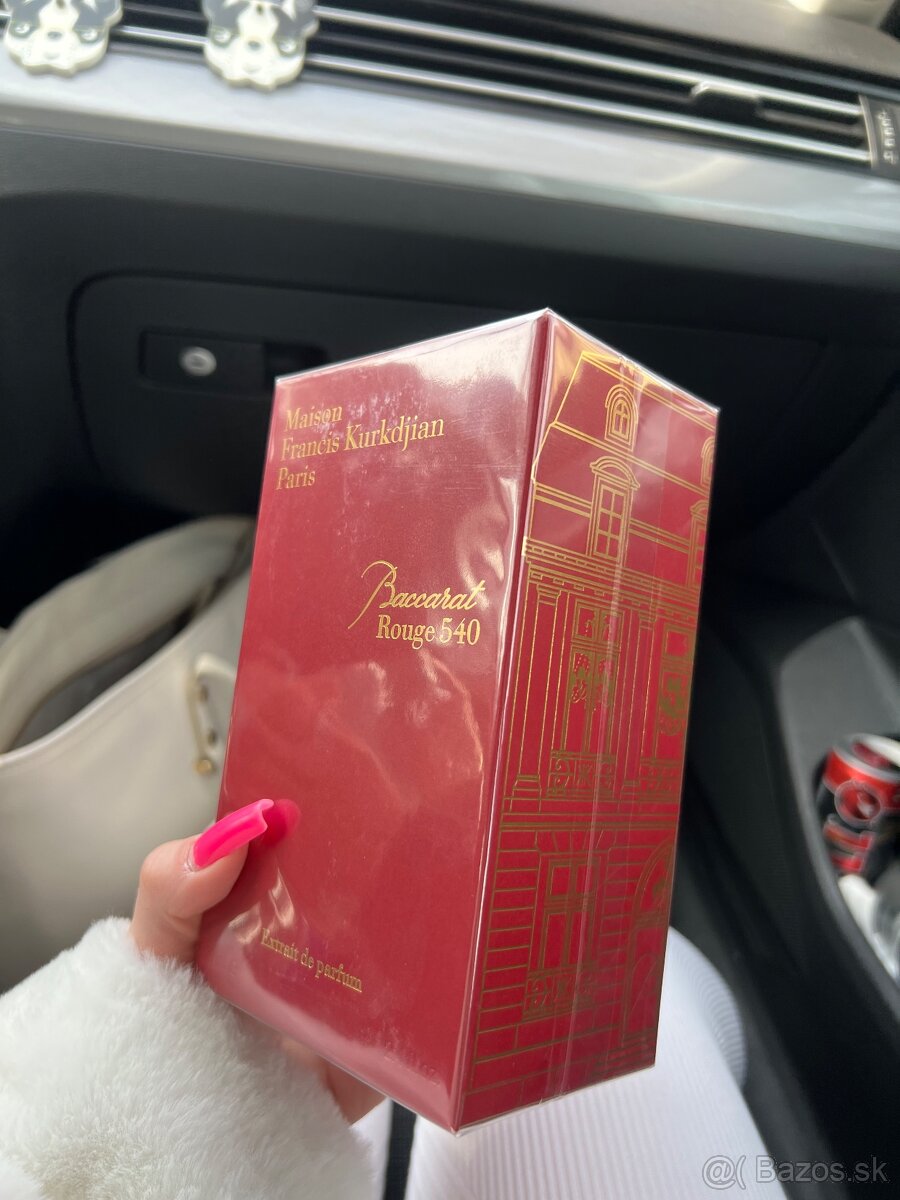 Maison
Francis Kurkdjian
Paris
Baccarat
Rouge 540
Extrait de parfum
@( Bazos.sk